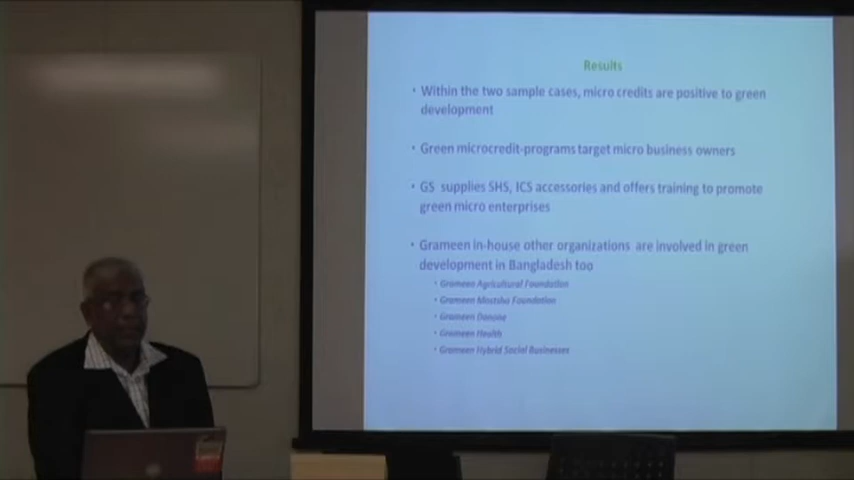 Results
• Within the two sample cases, micro credits are positive to green
development
• Green microcredit-programs target micro business owners
• GS supplies SHS, ICS accessories and offers training to promote
green micro enterprises
• Grameen in-house other organizations are involved in green
development in Bangladesh too
• Grameen Agricultural Foundation
• Grameen Motsho Foundation
• Grameen Danone
• Grameen Health
• Grameen Hybrid Social Businesses